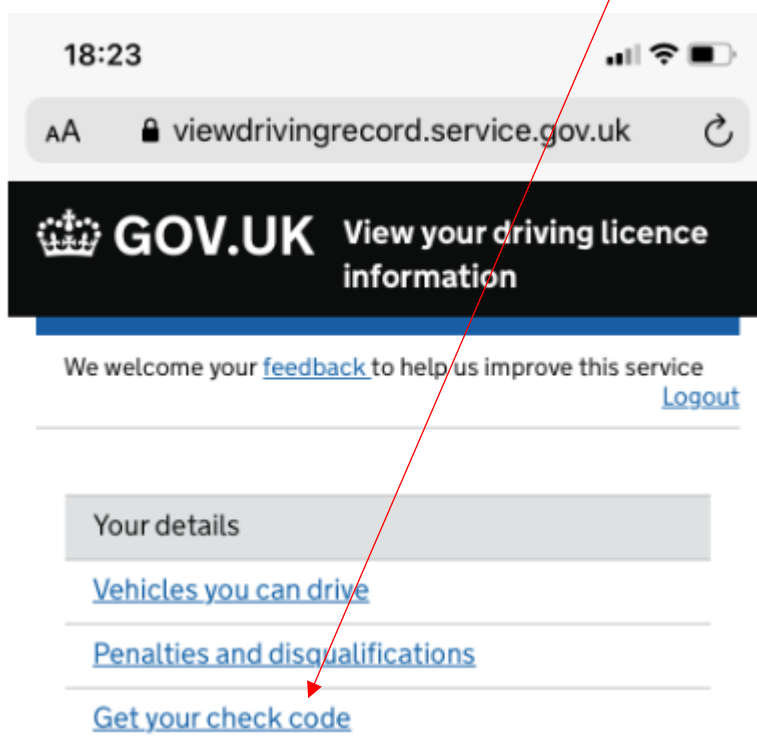 18:23
AA viewdrivingrecord.service.gov.uk
GOV.UK View your driving licence
information
We welcome your feedback to help us improve this service
Logout
Your details
Vehicles you can drive
Penalties and disqualifications
Get your check code